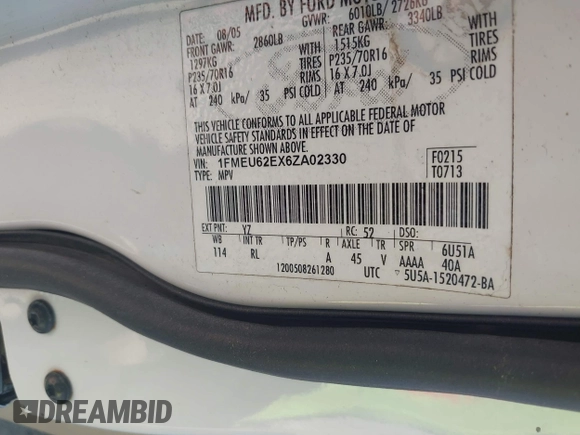 MFD. BY FORD MO
GVWR: 6010LB/ 2726KG
DATE: 08/05
FRONT GAWR: 2860LB
REAR GAWR: 3340LB
1297KG
1515KG
P235/70R16 TIRES
P235/70R16 TIRES
16 X 7.0J RIMS
16 X 7.0J RIMS
AT 240 kPa/ 35 PSI COLD
AT 240 kPa/ 35 PSI COLD
THIS VEHICLE CONFORMS TO ALL APPLICABLE FEDERAL MOTOR
VEHICLE SAFETY STANDARDS IN EFFECT ON THE DATE OF
MANUFACTURE SHOWN ABOVE.
VIN: 1FMEU62EX6ZA02330
F0215
TYPE: MPV
T0713
EXT PNT: YZ RC: 52 6U51A
WB INT TR TP/PS R AXLE TR SPR
114 RL A 45 V AAAA 40A
1200508261280 UTC 5U5A-1520472-BA
DREAMBID